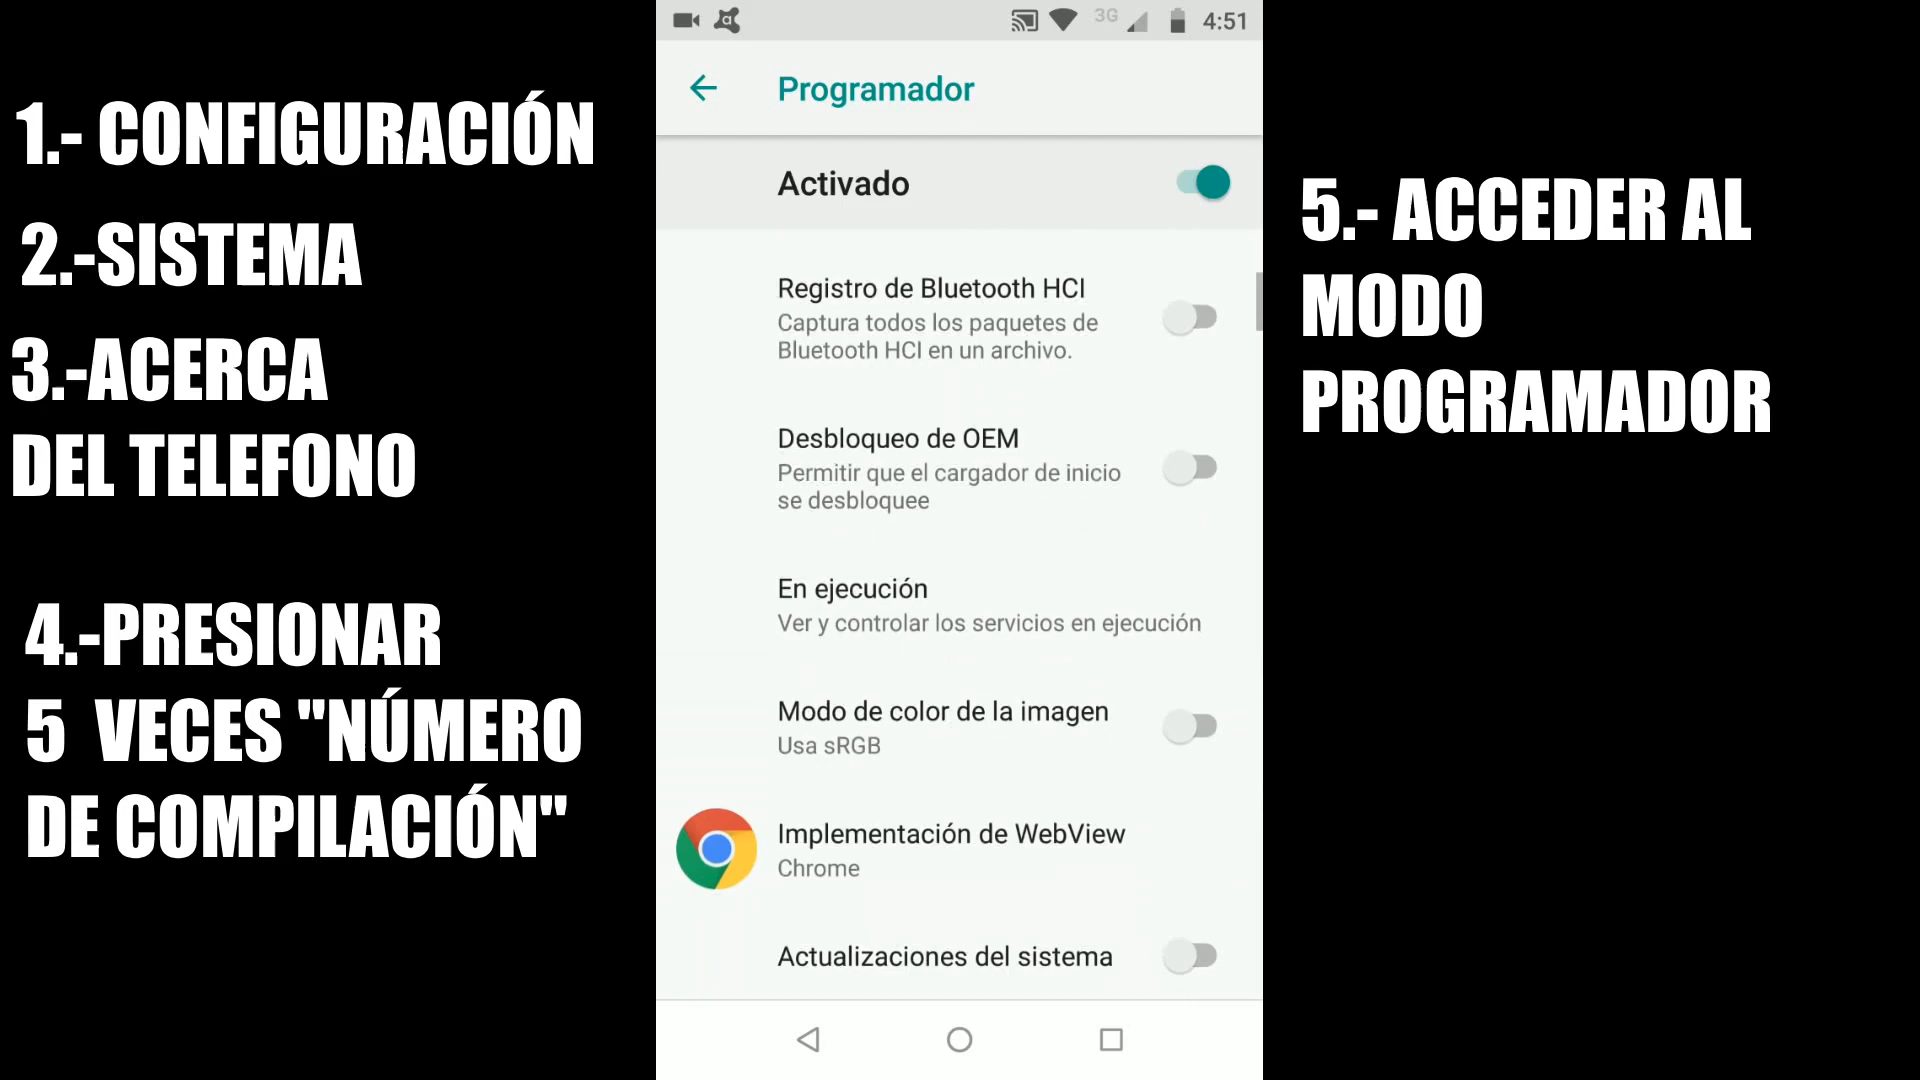 1.- CONFIGURACIÓN
2.-SISTEMA
3.-ACERCA
DEL TELEFONO
4.-PRESIONAR
5 VECES "NÚMERO
DE COMPILACIÓN"
3G
4:51
Programador
Activado
Registro de Bluetooth HCI
Captura todos los paquetes de
Bluetooth HCI en un archivo.
Desbloqueo de OEM
Permitir que el cargador de inicio
se desbloquee
En ejecución
Ver y controlar los servicios en ejecución
Modo de color de la imagen
Usa sRGB
Implementación de WebView
Chrome
Actualizaciones del sistema
5.- ACCEDER AL
MODO
PROGRAMADOR